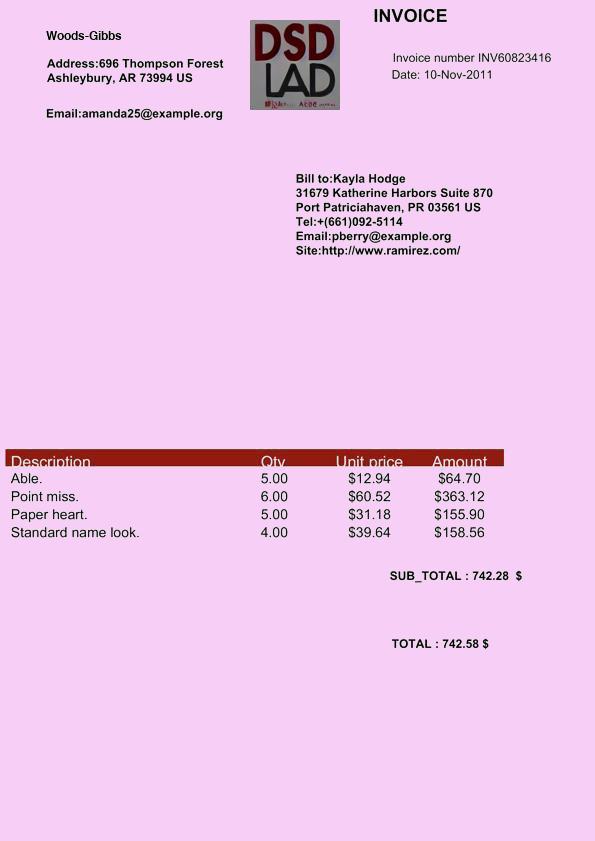 INVOICE
Woods-Gibbs
Address:696 Thompson Forest
Ashleybury, AR 73994 US
Email:amanda25@example.org
DSD
LAD
Invoice number INV60823416
Date: 10-Nov-2011
Bill to:Kayla Hodge
31679 Katherine Harbors Suite 870
Port Patriciahaven, PR 03561 US
Tel:+(661)092-5114
Email:pberry@example.org
Site:http://www.ramirez.com/
Description Qty Unit price Amount
Able. 5.00 $12.94 $64.70
Point miss. 6.00 $60.52 $363.12
Paper heart. 5.00 $31.18 $155.90
Standard name look. 4.00 $39.64 $158.56
SUB_TOTAL : 742.28 $
TOTAL : 742.58 $